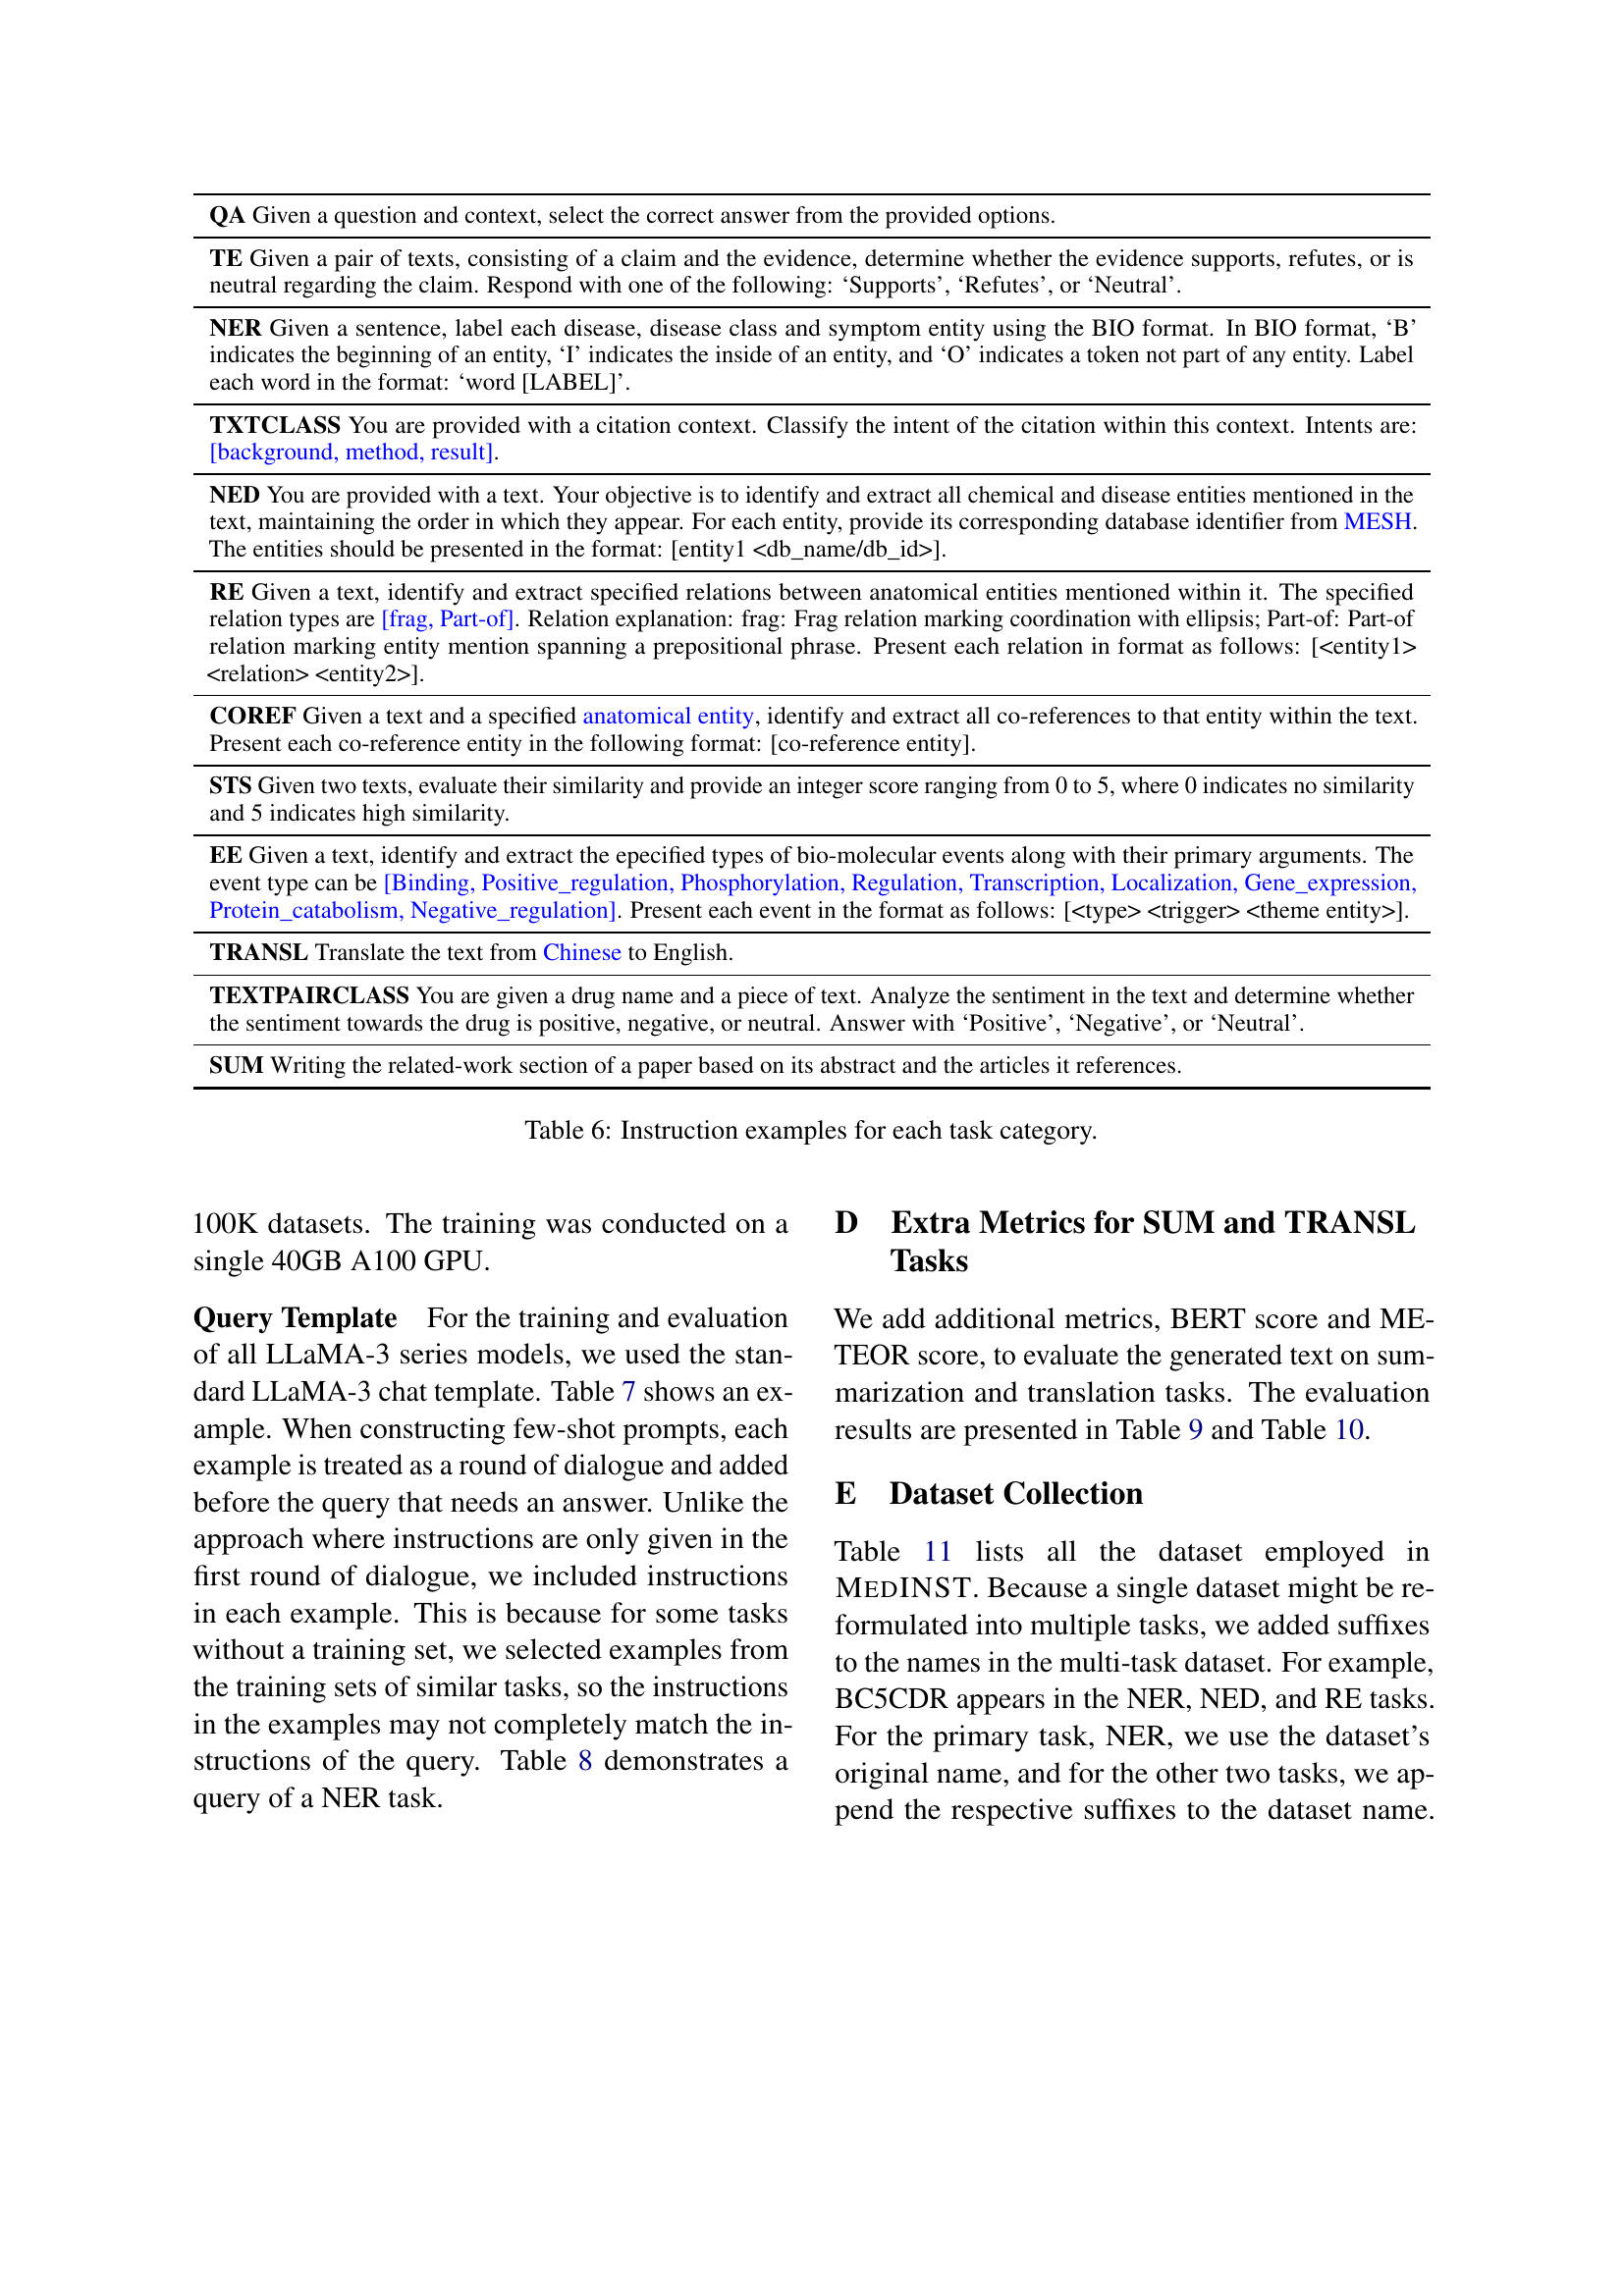 QA Given a question and context, select the correct answer from the provided options.
TE Given a pair of texts, consisting of a claim and the evidence, determine whether the evidence supports, refutes, or is
neutral regarding the claim. Respond with one of the following: ‘Supports’, ‘Refutes’, or ‘Neutral’.
NER Given a sentence, label each disease, disease class and symptom entity using the BIO format. In BIO format, ‘B’
indicates the beginning of an entity, ‘I’ indicates the inside of an entity, and ‘O’ indicates a token not part of any entity. Label
each word in the format: ‘word [LABEL]’.
TXTCLASS You are provided with a citation context. Classify the intent of the citation within this context. Intents are:
[background, method, result].
NED You are provided with a text. Your objective is to identify and extract all chemical and disease entities mentioned in the
text, maintaining the order in which they appear. For each entity, provide its corresponding database identifier from MESH.
The entities should be presented in the format: [entity1 <db_name/db_id>].
RE Given a text, identify and extract specified relations between anatomical entities mentioned within it. The specified
relation types are [frag, Part-of]. Relation explanation: frag: Frag relation marking coordination with ellipsis; Part-of: Part-of
relation marking entity mention spanning a prepositional phrase. Present each relation in format as follows: [<entity1>
<relation> <entity2>].
COREF Given a text and a specified anatomical entity, identify and extract all co-references to that entity within the text.
Present each co-reference entity in the following format: [co-reference entity].
STS Given two texts, evaluate their similarity and provide an integer score ranging from 0 to 5, where 0 indicates no similarity
and 5 indicates high similarity.
EE Given a text, identify and extract the epecified types of bio-molecular events along with their primary arguments. The
event type can be [Binding, Positive_regulation, Phosphorylation, Regulation, Transcription, Localization, Gene_expression,
Protein_catabolism, Negative_regulation]. Present each event in the format as follows: [<type> <trigger> <theme entity>].
TRANSL Translate the text from Chinese to English.
TEXTPAIRCLASS You are given a drug name and a piece of text. Analyze the sentiment in the text and determine whether
the sentiment towards the drug is positive, negative, or neutral. Answer with ‘Positive’, ‘Negative’, or ‘Neutral’.
SUM Writing the related-work section of a paper based on its abstract and the articles it references.
Table 6: Instruction examples for each task category.
100K datasets. The training was conducted on a
single 40GB A100 GPU.
Query Template For the training and evaluation
of all LLaMA-3 series models, we used the stan-
dard LLaMA-3 chat template. Table 7 shows an ex-
ample. When constructing few-shot prompts, each
example is treated as a round of dialogue and added
before the query that needs an answer. Unlike the
approach where instructions are only given in the
first round of dialogue, we included instructions
in each example. This is because for some tasks
without a training set, we selected examples from
the training sets of similar tasks, so the instructions
in the examples may not completely match the in-
structions of the query. Table 8 demonstrates a
query of a NER task.
D Extra Metrics for SUM and TRANSL
Tasks
We add additional metrics, BERT score and ME-
TEOR score, to evaluate the generated text on sum-
marization and translation tasks. The evaluation
results are presented in Table 9 and Table 10.
E Dataset Collection
Table 11 lists all the dataset employed in
MEDINST. Because a single dataset might be re-
formulated into multiple tasks, we added suffixes
to the names in the multi-task dataset. For example,
BC5CDR appears in the NER, NED, and RE tasks.
For the primary task, NER, we use the dataset’s
original name, and for the other two tasks, we ap-
pend the respective suffixes to the dataset name.